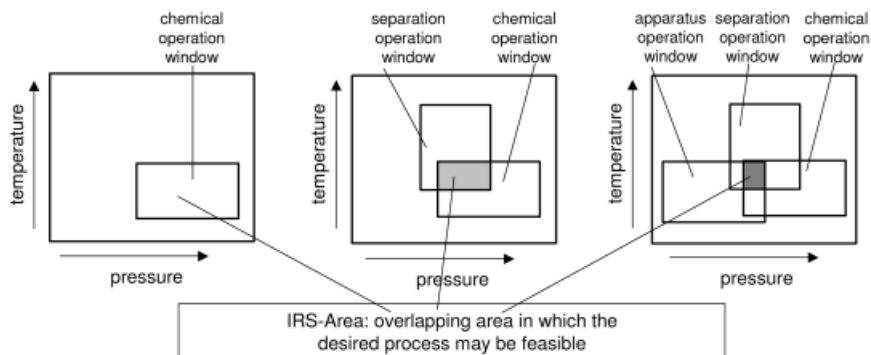 chemical
operation
window
temperature
pressure
separation
operation
window
chemical
operation
window
temperature
pressure
apparatus
operation
window
separation
operation
window
chemical
operation
window
temperature
pressure
IRS-Area: overlapping area in which the
desired process may be feasible